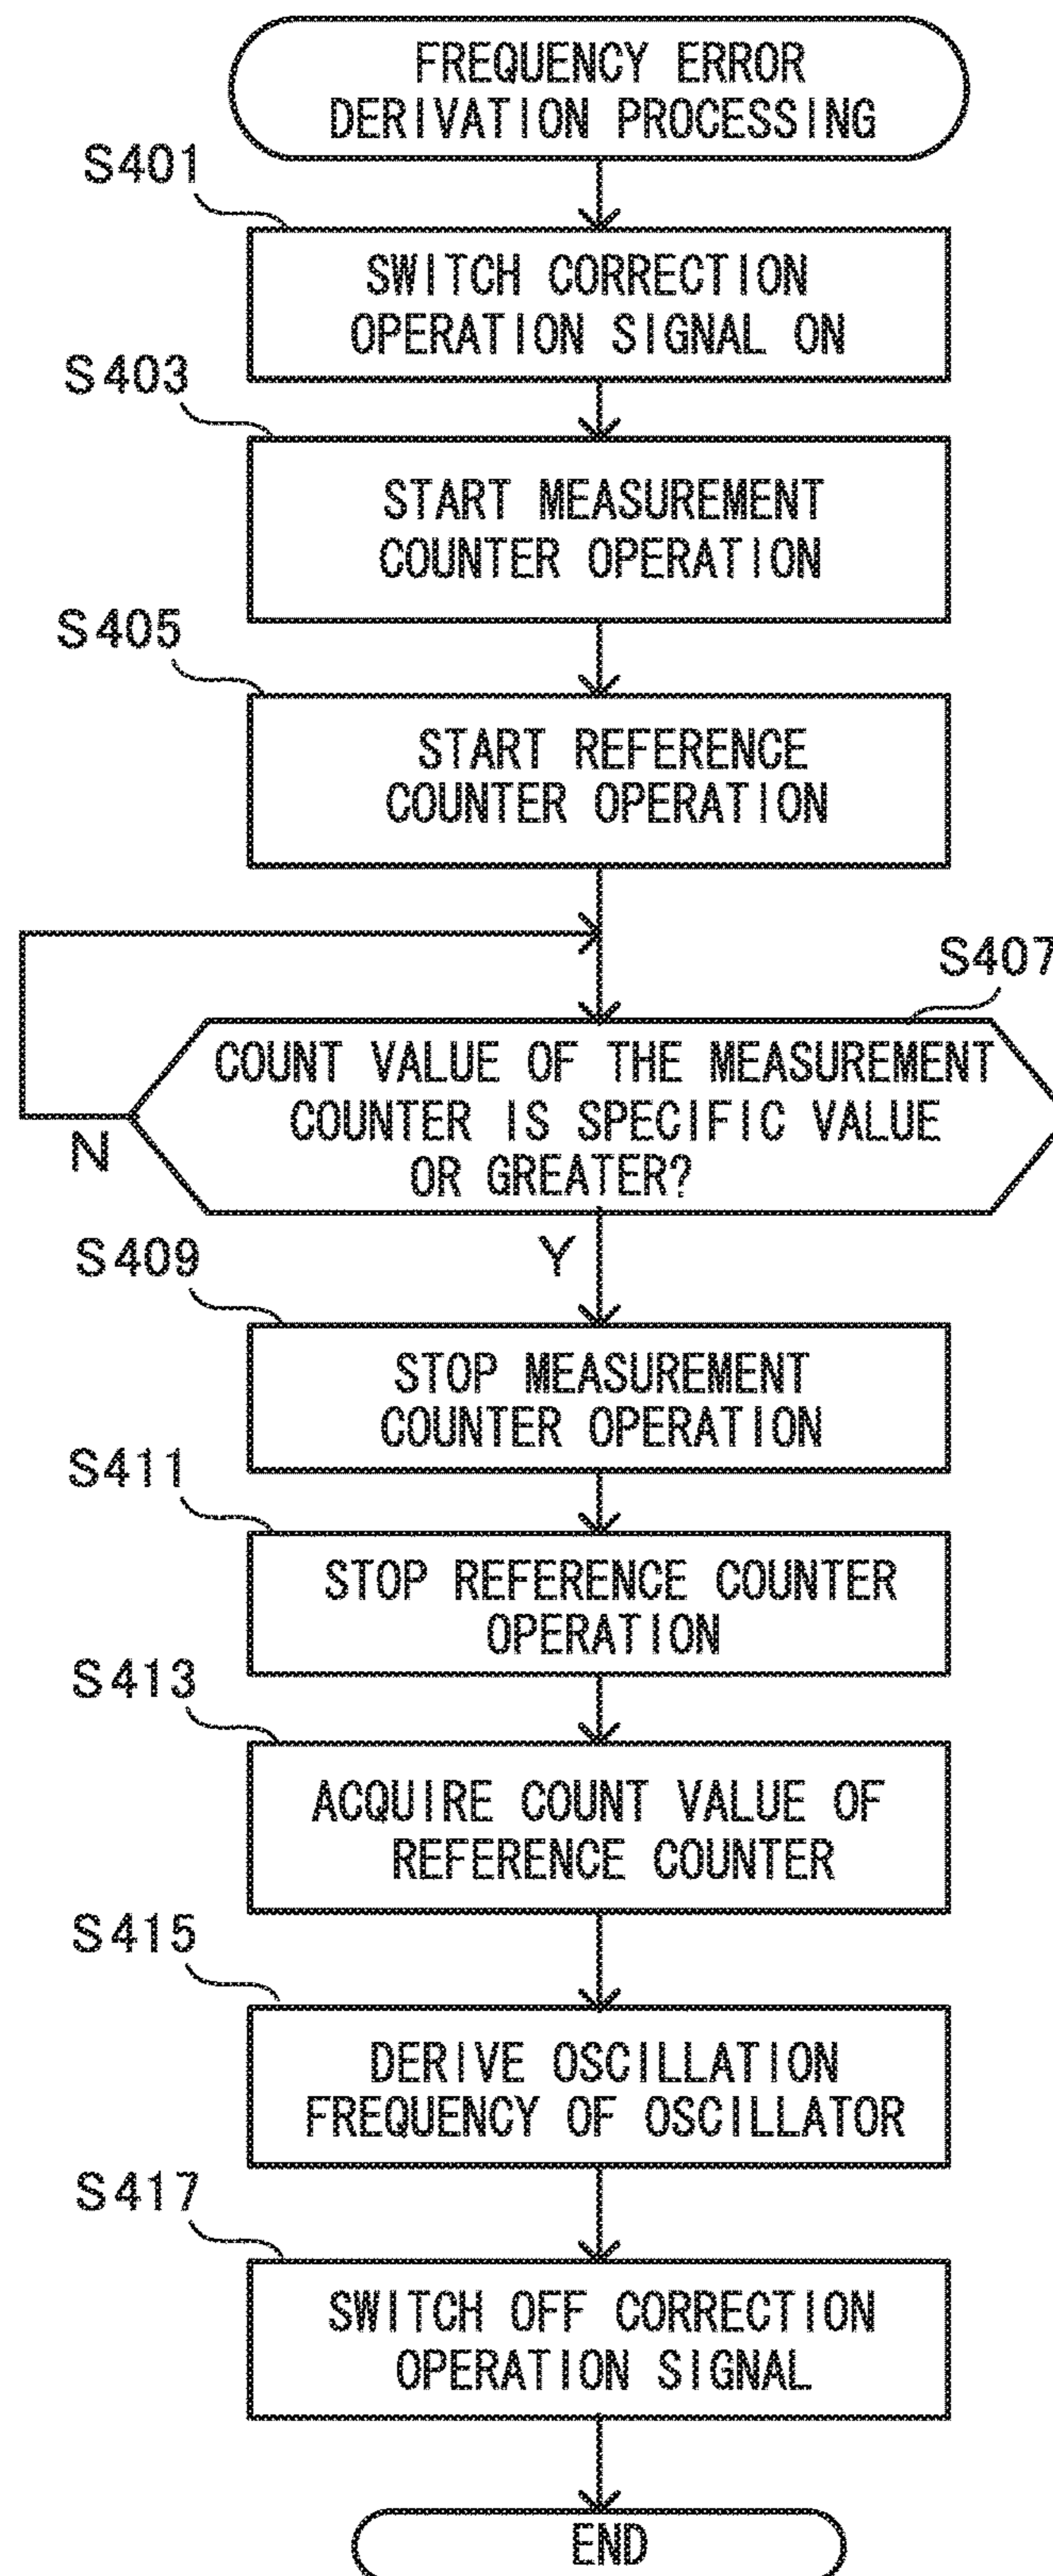 FREQUENCY ERROR
DERIVATION PROCESSING
S401
SWITCH CORRECTION
OPERATION SIGNAL ON
S403
START MEASUREMENT
COUNTER OPERATION
S405
START REFERENCE
COUNTER OPERATION
S407
COUNT VALUE OF THE MEASUREMENT
COUNTER IS SPECIFIC VALUE
OR GREATER?
N
Y
S409
STOP MEASUREMENT
COUNTER OPERATION
S411
STOP REFERENCE COUNTER
OPERATION
S413
ACQUIRE COUNT VALUE OF
REFERENCE COUNTER
S415
DERIVE OSCILLATION
FREQUENCY OF OSCILLATOR
S417
SWITCH OFF CORRECTION
OPERATION SIGNAL
END